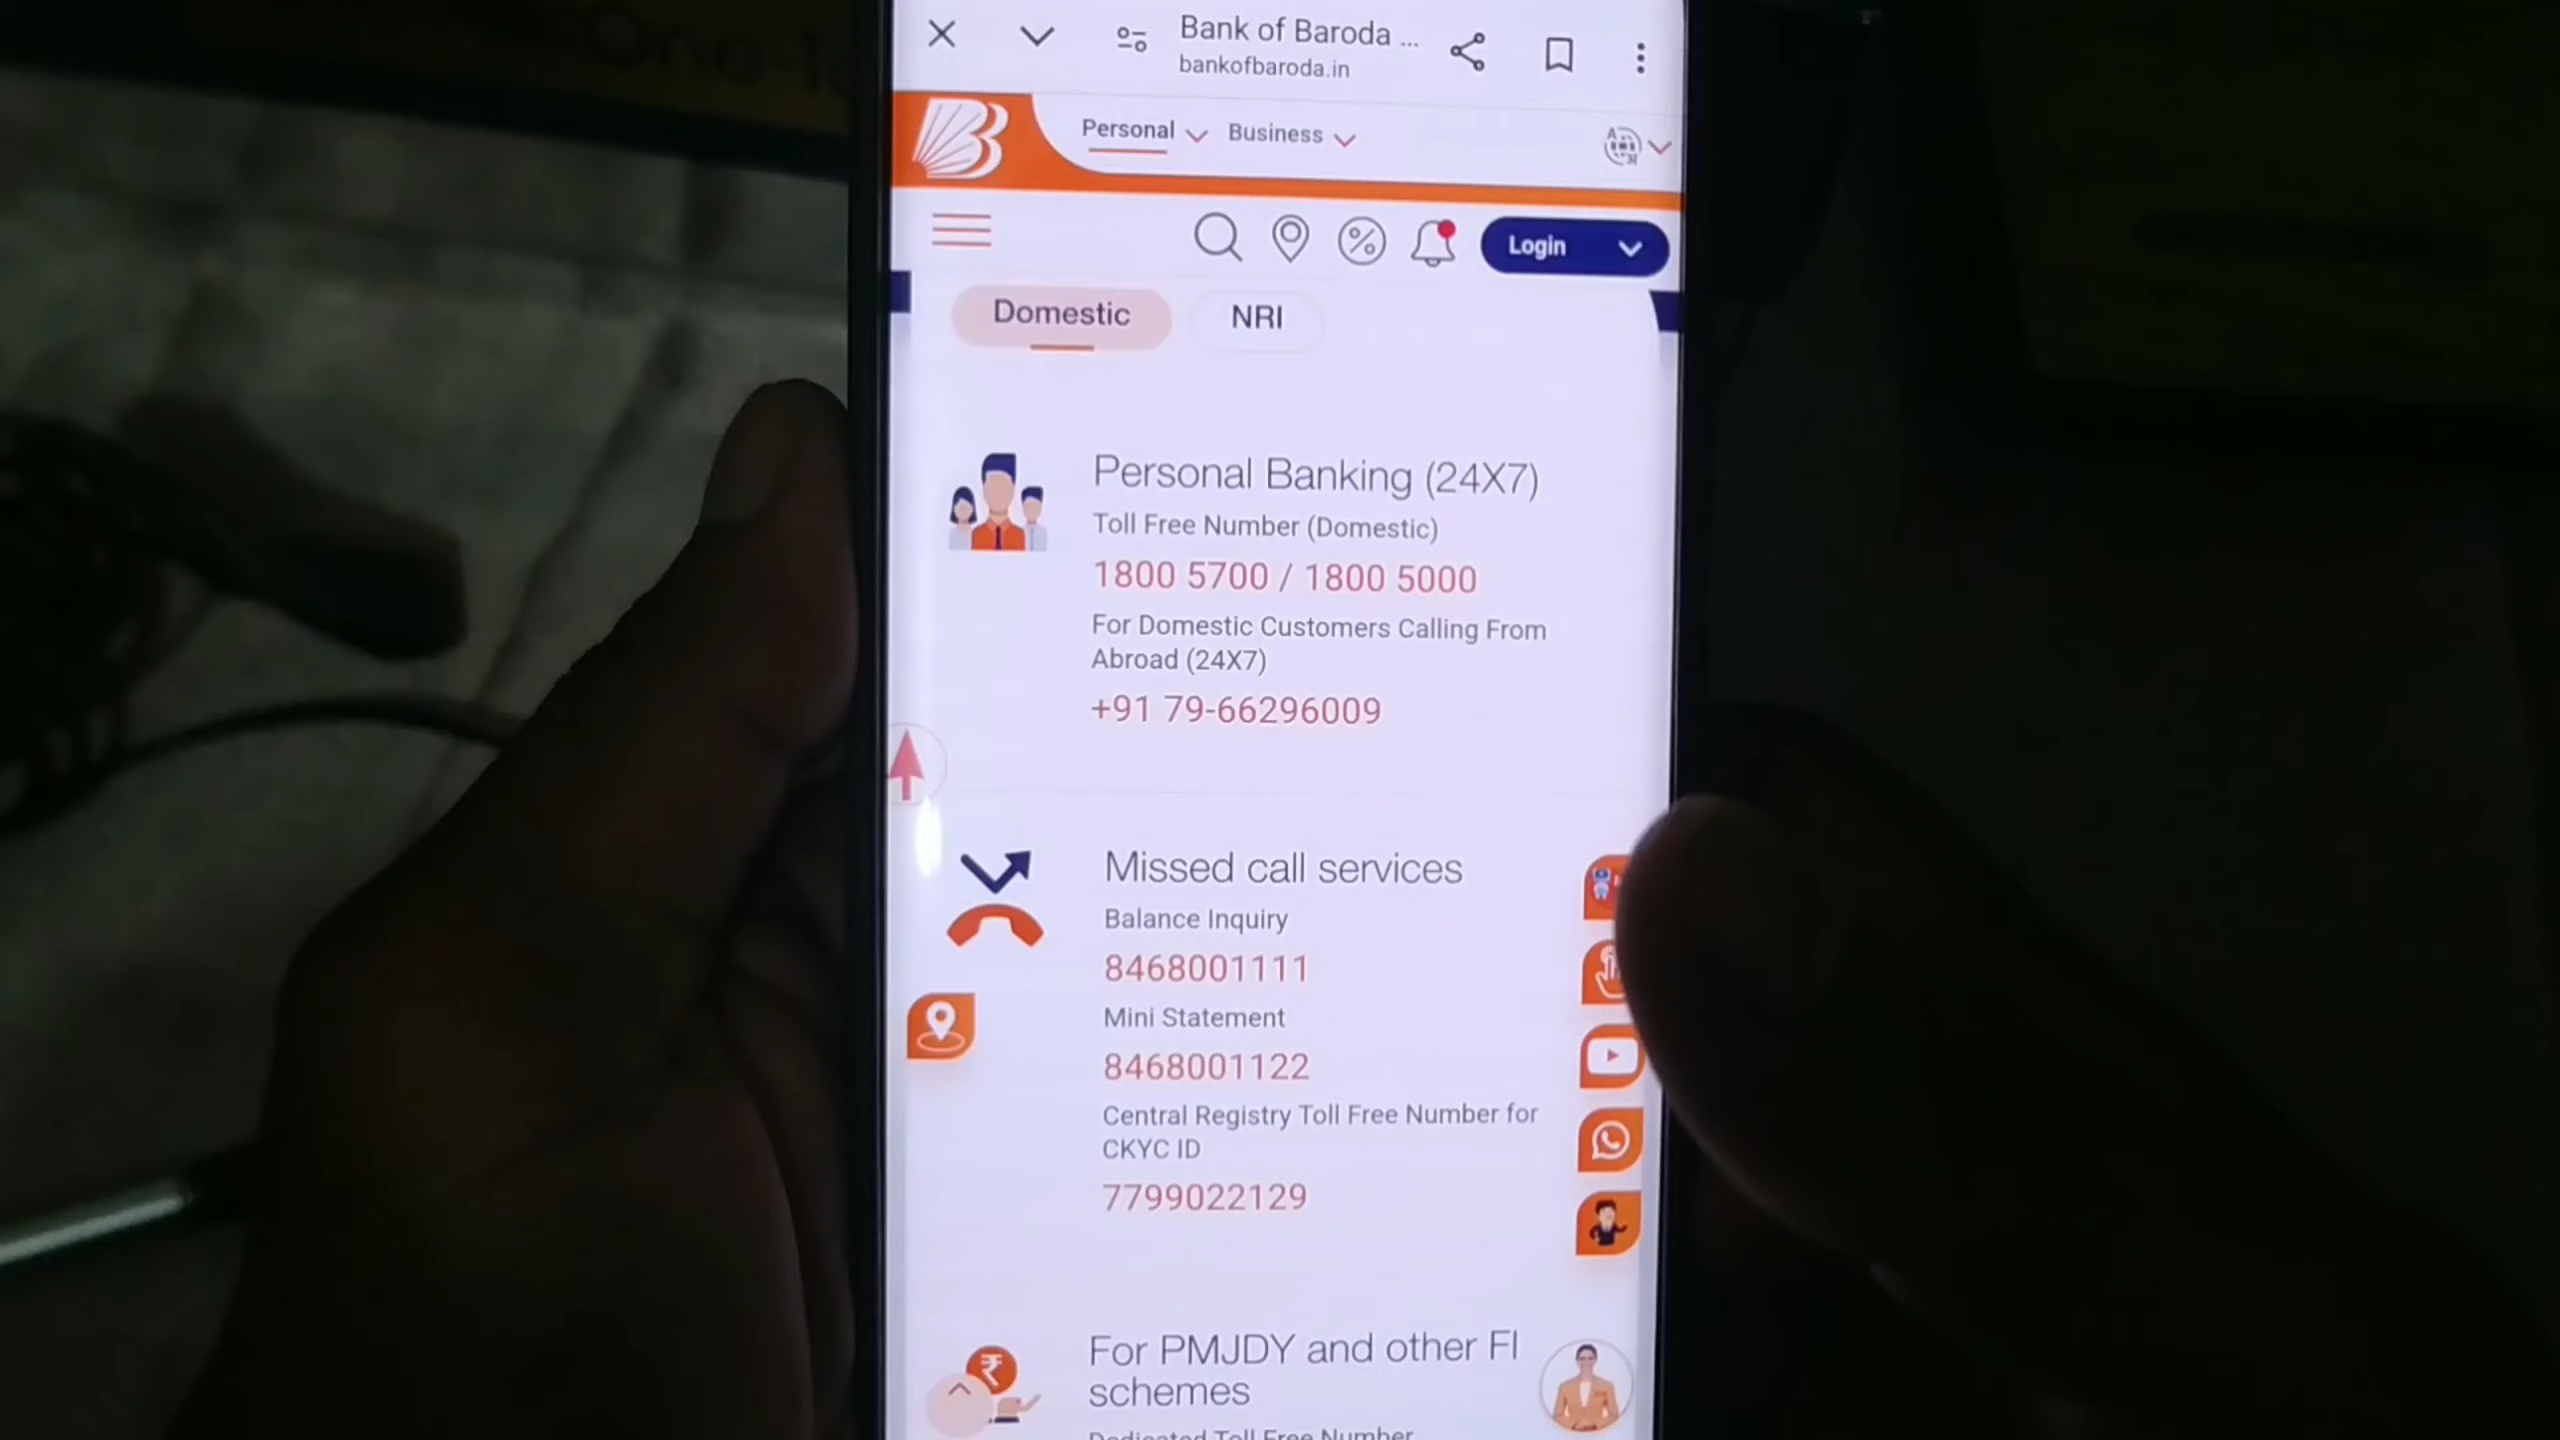 One To
Bank of Baroda ...
bankofbaroda.in
Personal
Business
Login
Domestic
NRI
Personal Banking (24X7)
Toll Free Number (Domestic)
1800 5700 / 1800 5000
For Domestic Customers Calling From
Abroad (24X7)
+91 79-66296009
Missed call services
Balance Inquiry
8468001111
Mini Statement
8468001122
Central Registry Toll Free Number for
CKYC ID
7799022129
For PMJDY and other FI
schemes
Dedicated Toll Free Number